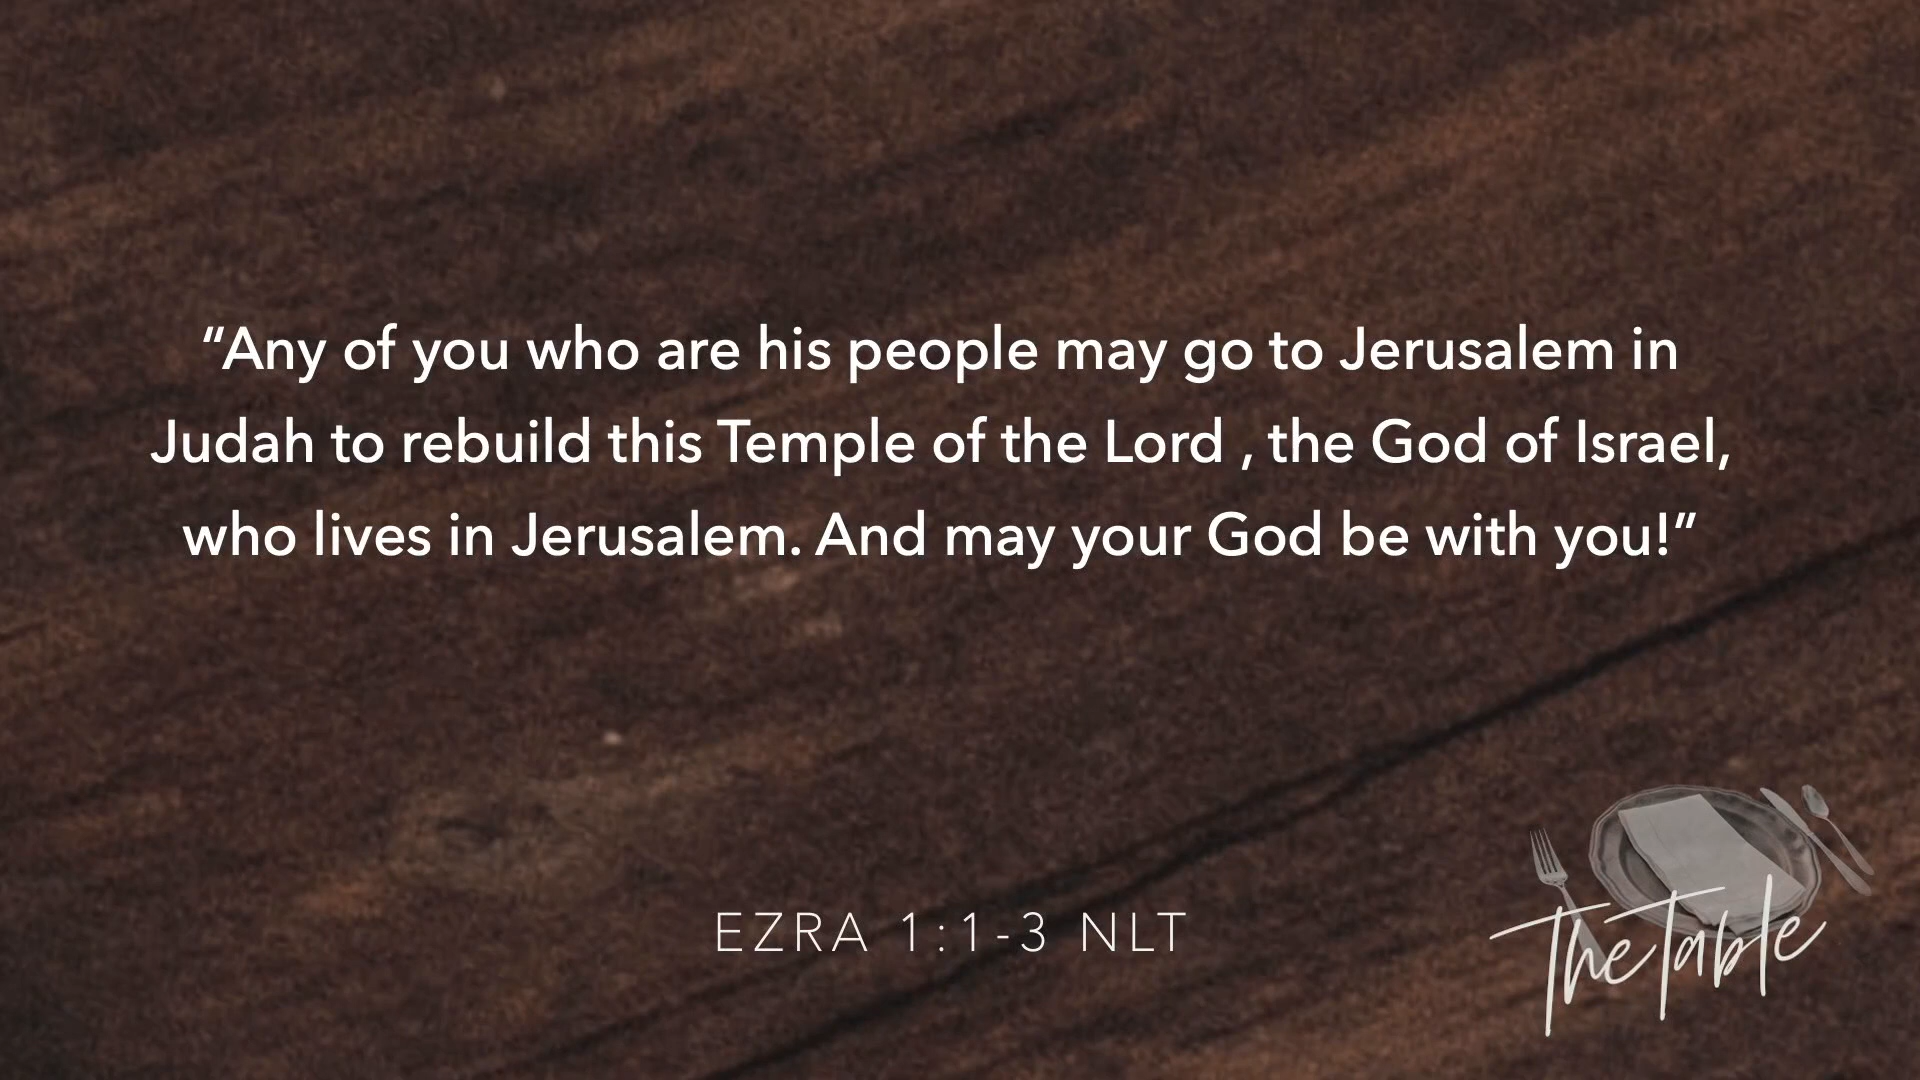 “Any of you who are his people may go to Jerusalem in
Judah to rebuild this Temple of the Lord , the God of Israel,
who lives in Jerusalem. And may your God be with you!”
EZRA 1:1-3 NLT
The Table